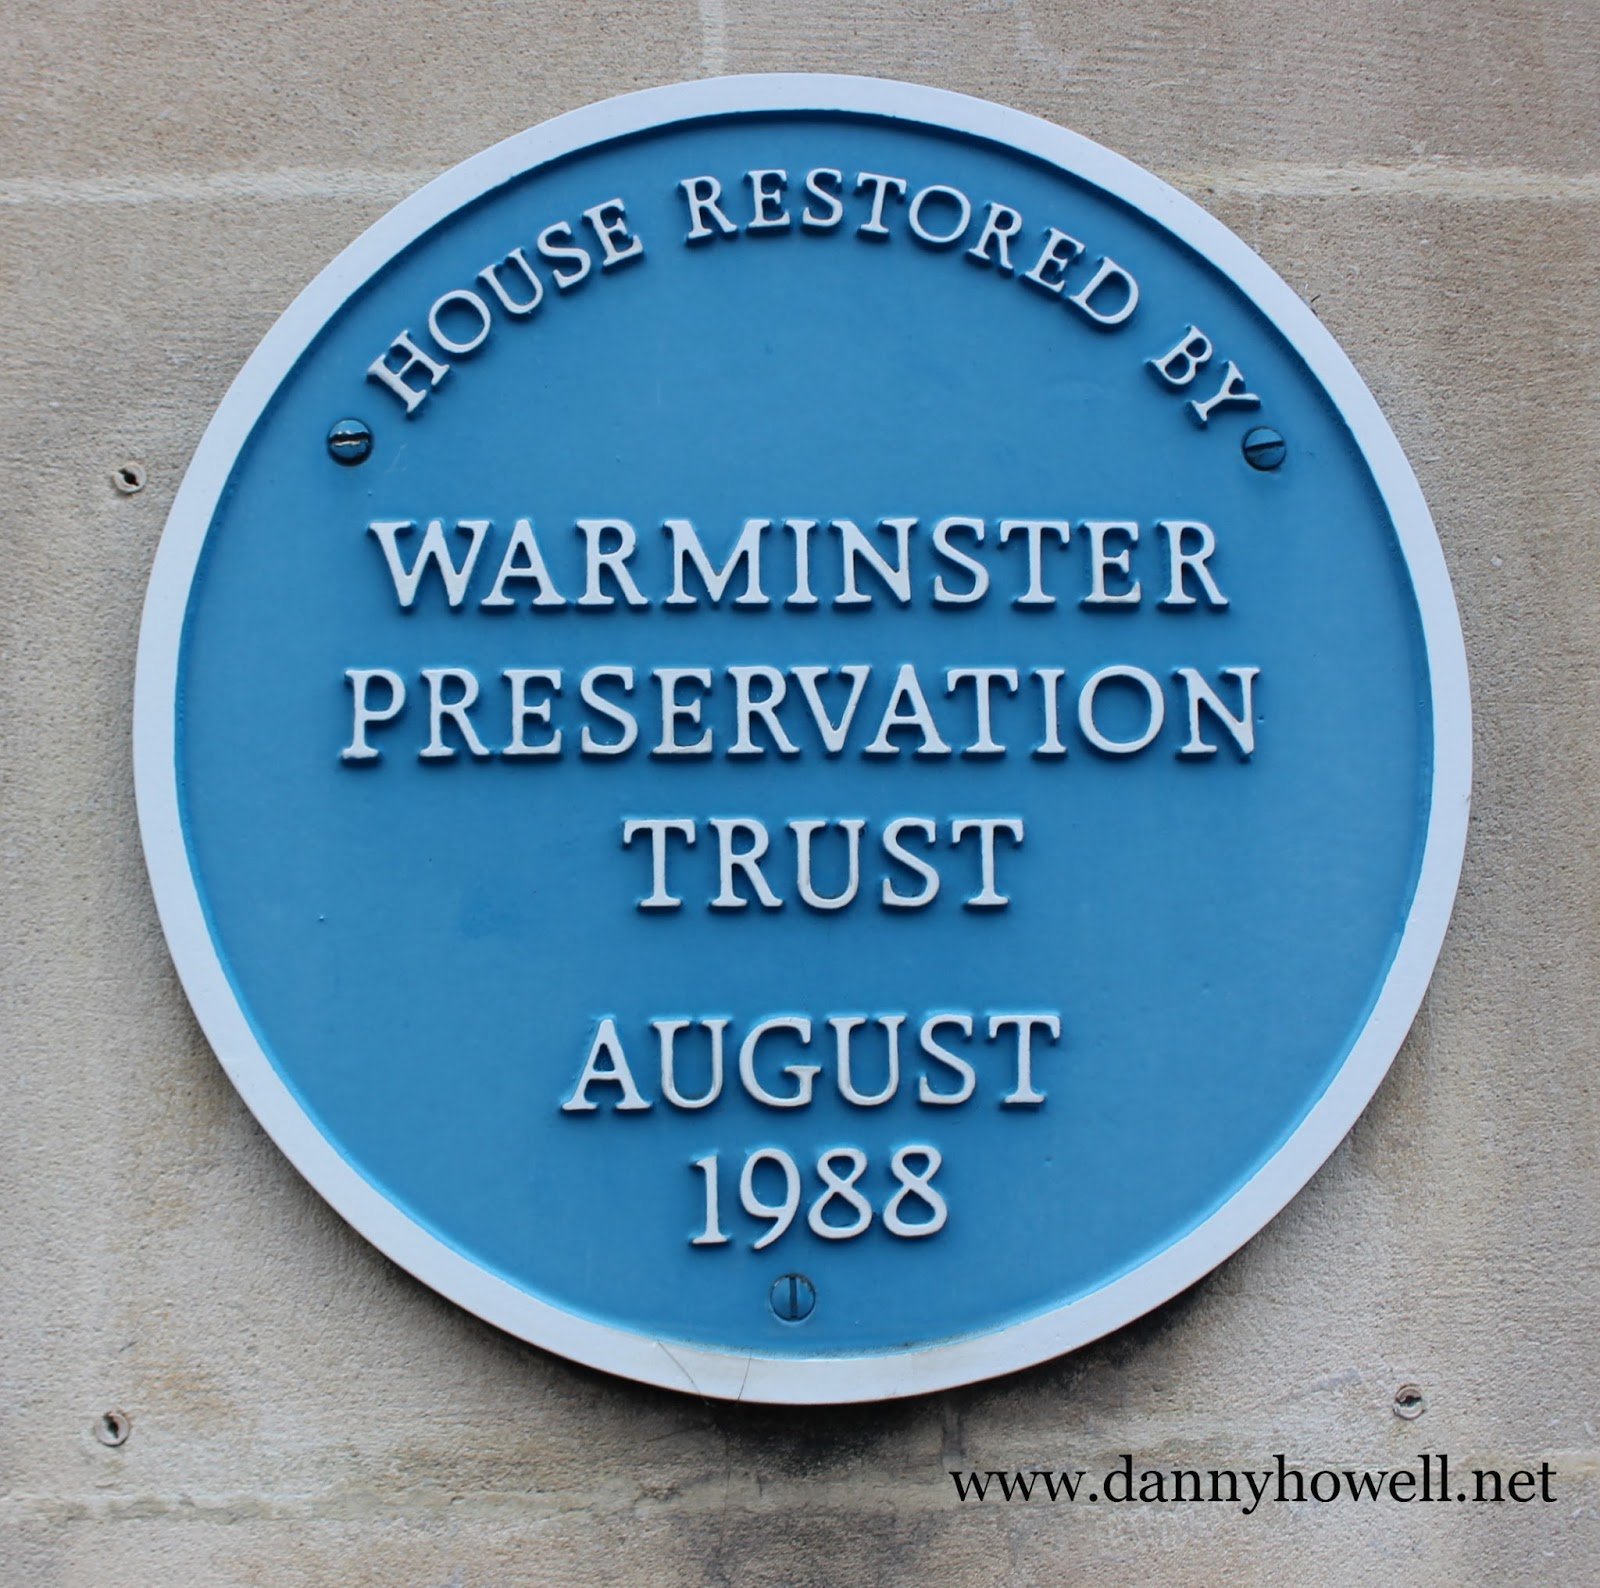 HOUSE RESTORED BY
WARMINSTER
PRESERVATION
TRUST
AUGUST
1988
www.dannyhowell.net